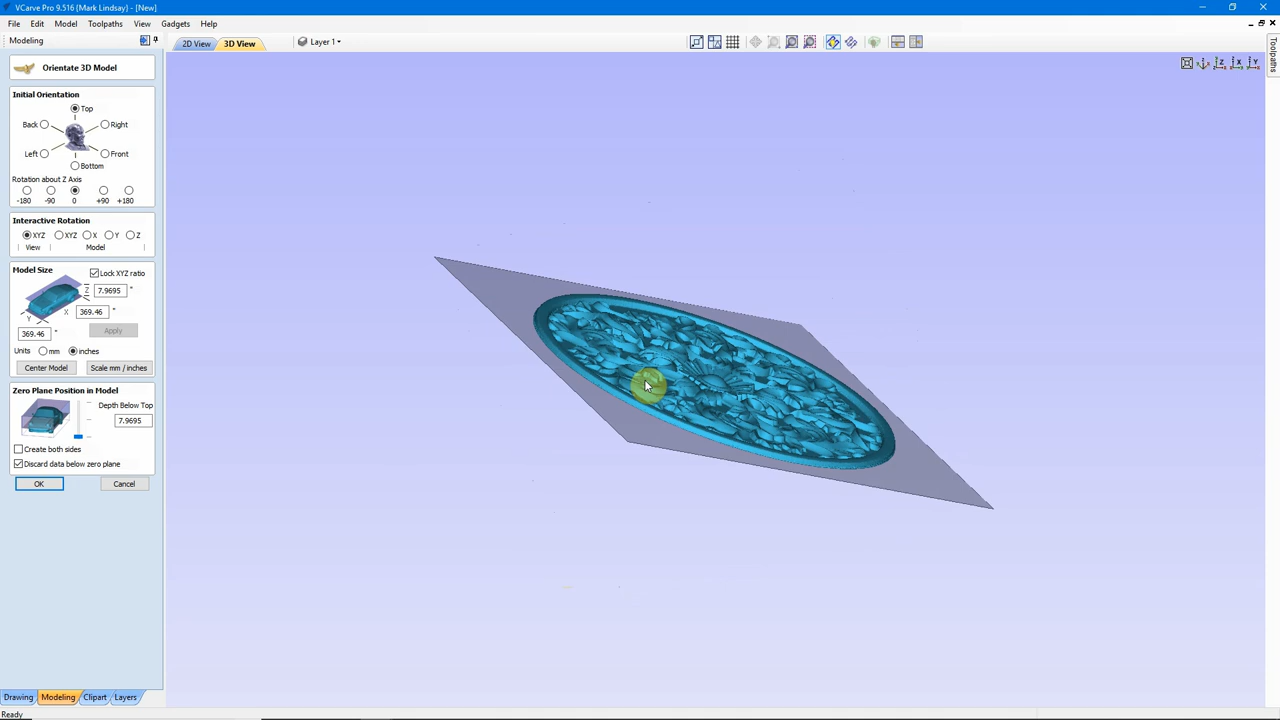 VCarve Pro 9.516 {Mark Lindsay} - [New]
File Edit Model Toolpaths View Gadgets Help
Modeling
2D View 3D View Layer 1
Toolpaths
Orientate 3D Model
Initial Orientation
Top
Back Right
Left Front
Bottom
Rotation about Z Axis
-180 -90 0 +90 +180
Interactive Rotation
XYZ XYZ X Y Z
View Model
Model Size
Lock XYZ ratio
Z 7.9695 "
X 369.46 "
Y 369.46 "
Apply
Units mm inches
Center Model Scale mm / inches
Zero Plane Position in Model
Depth Below Top
7.9695
Create both sides
Discard data below zero plane
OK Cancel
Drawing Modeling Clipart Layers
Ready